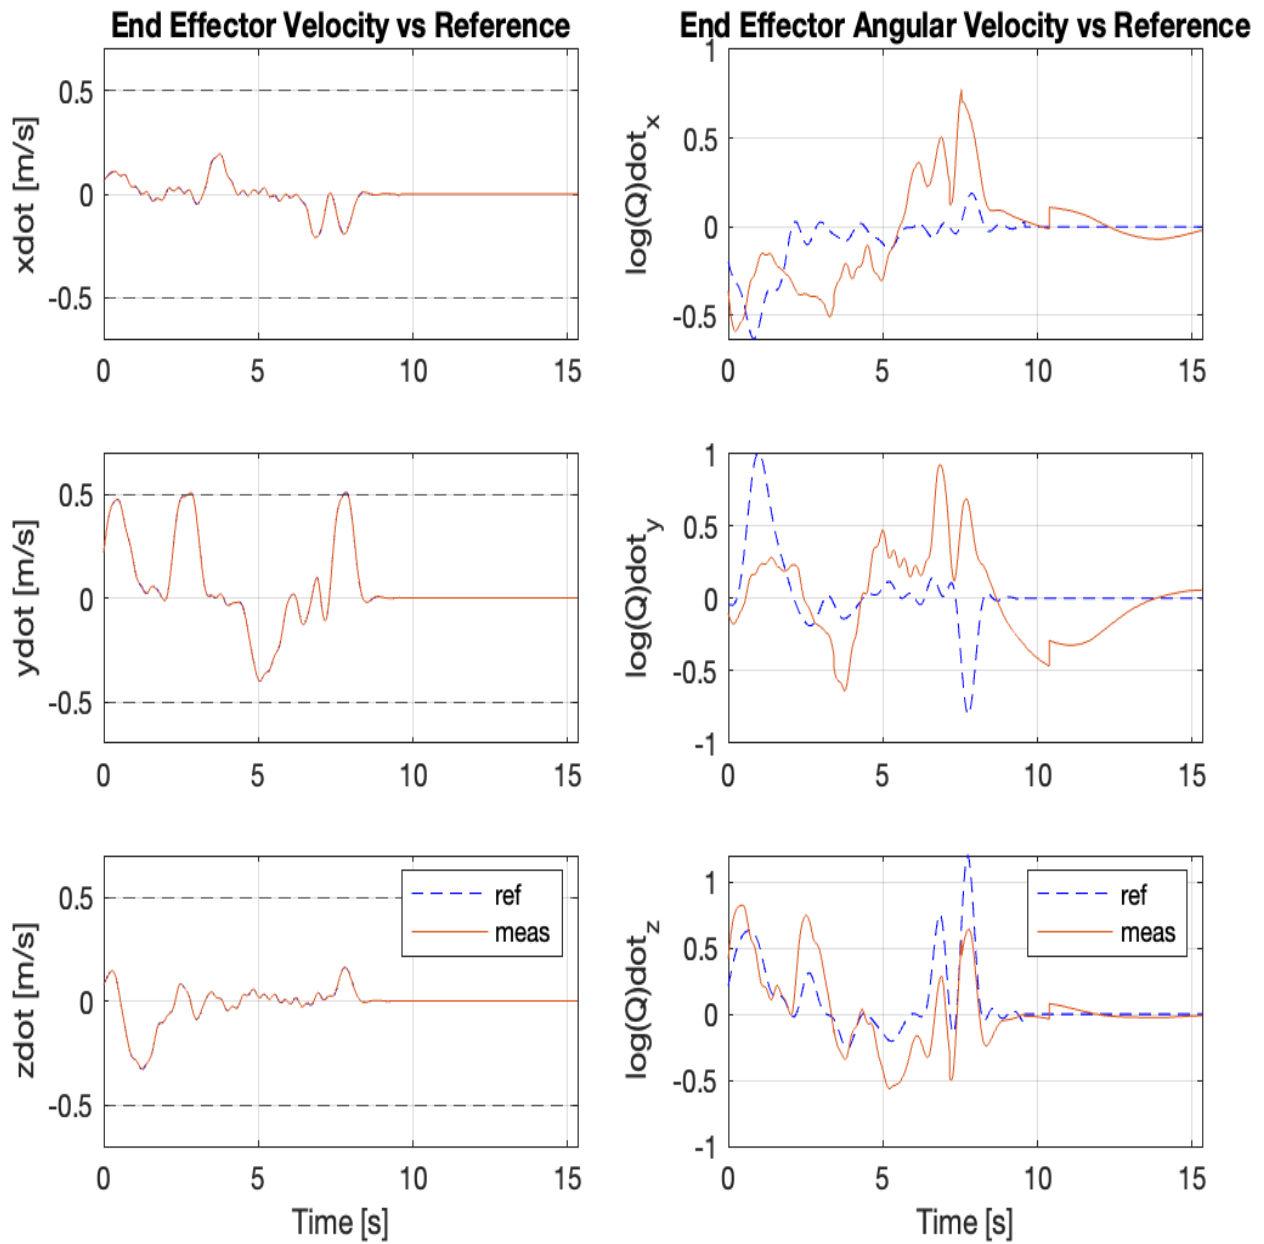 End Effector Velocity vs Reference
End Effector Angular Velocity vs Reference
xdot [m/s]
0.5
0
-0.5
0 5 10 15
log(Q)dot_x
1
0.5
0
-0.5
0 5 10 15
ydot [m/s]
0.5
0
-0.5
0 5 10 15
log(Q)dot_y
1
0.5
0
-0.5
-1
0 5 10 15
zdot [m/s]
0.5
0
-0.5
ref
meas
0 5 10 15
Time [s]
log(Q)dot_z
1
0.5
0
-0.5
-1
ref
meas
0 5 10 15
Time [s]